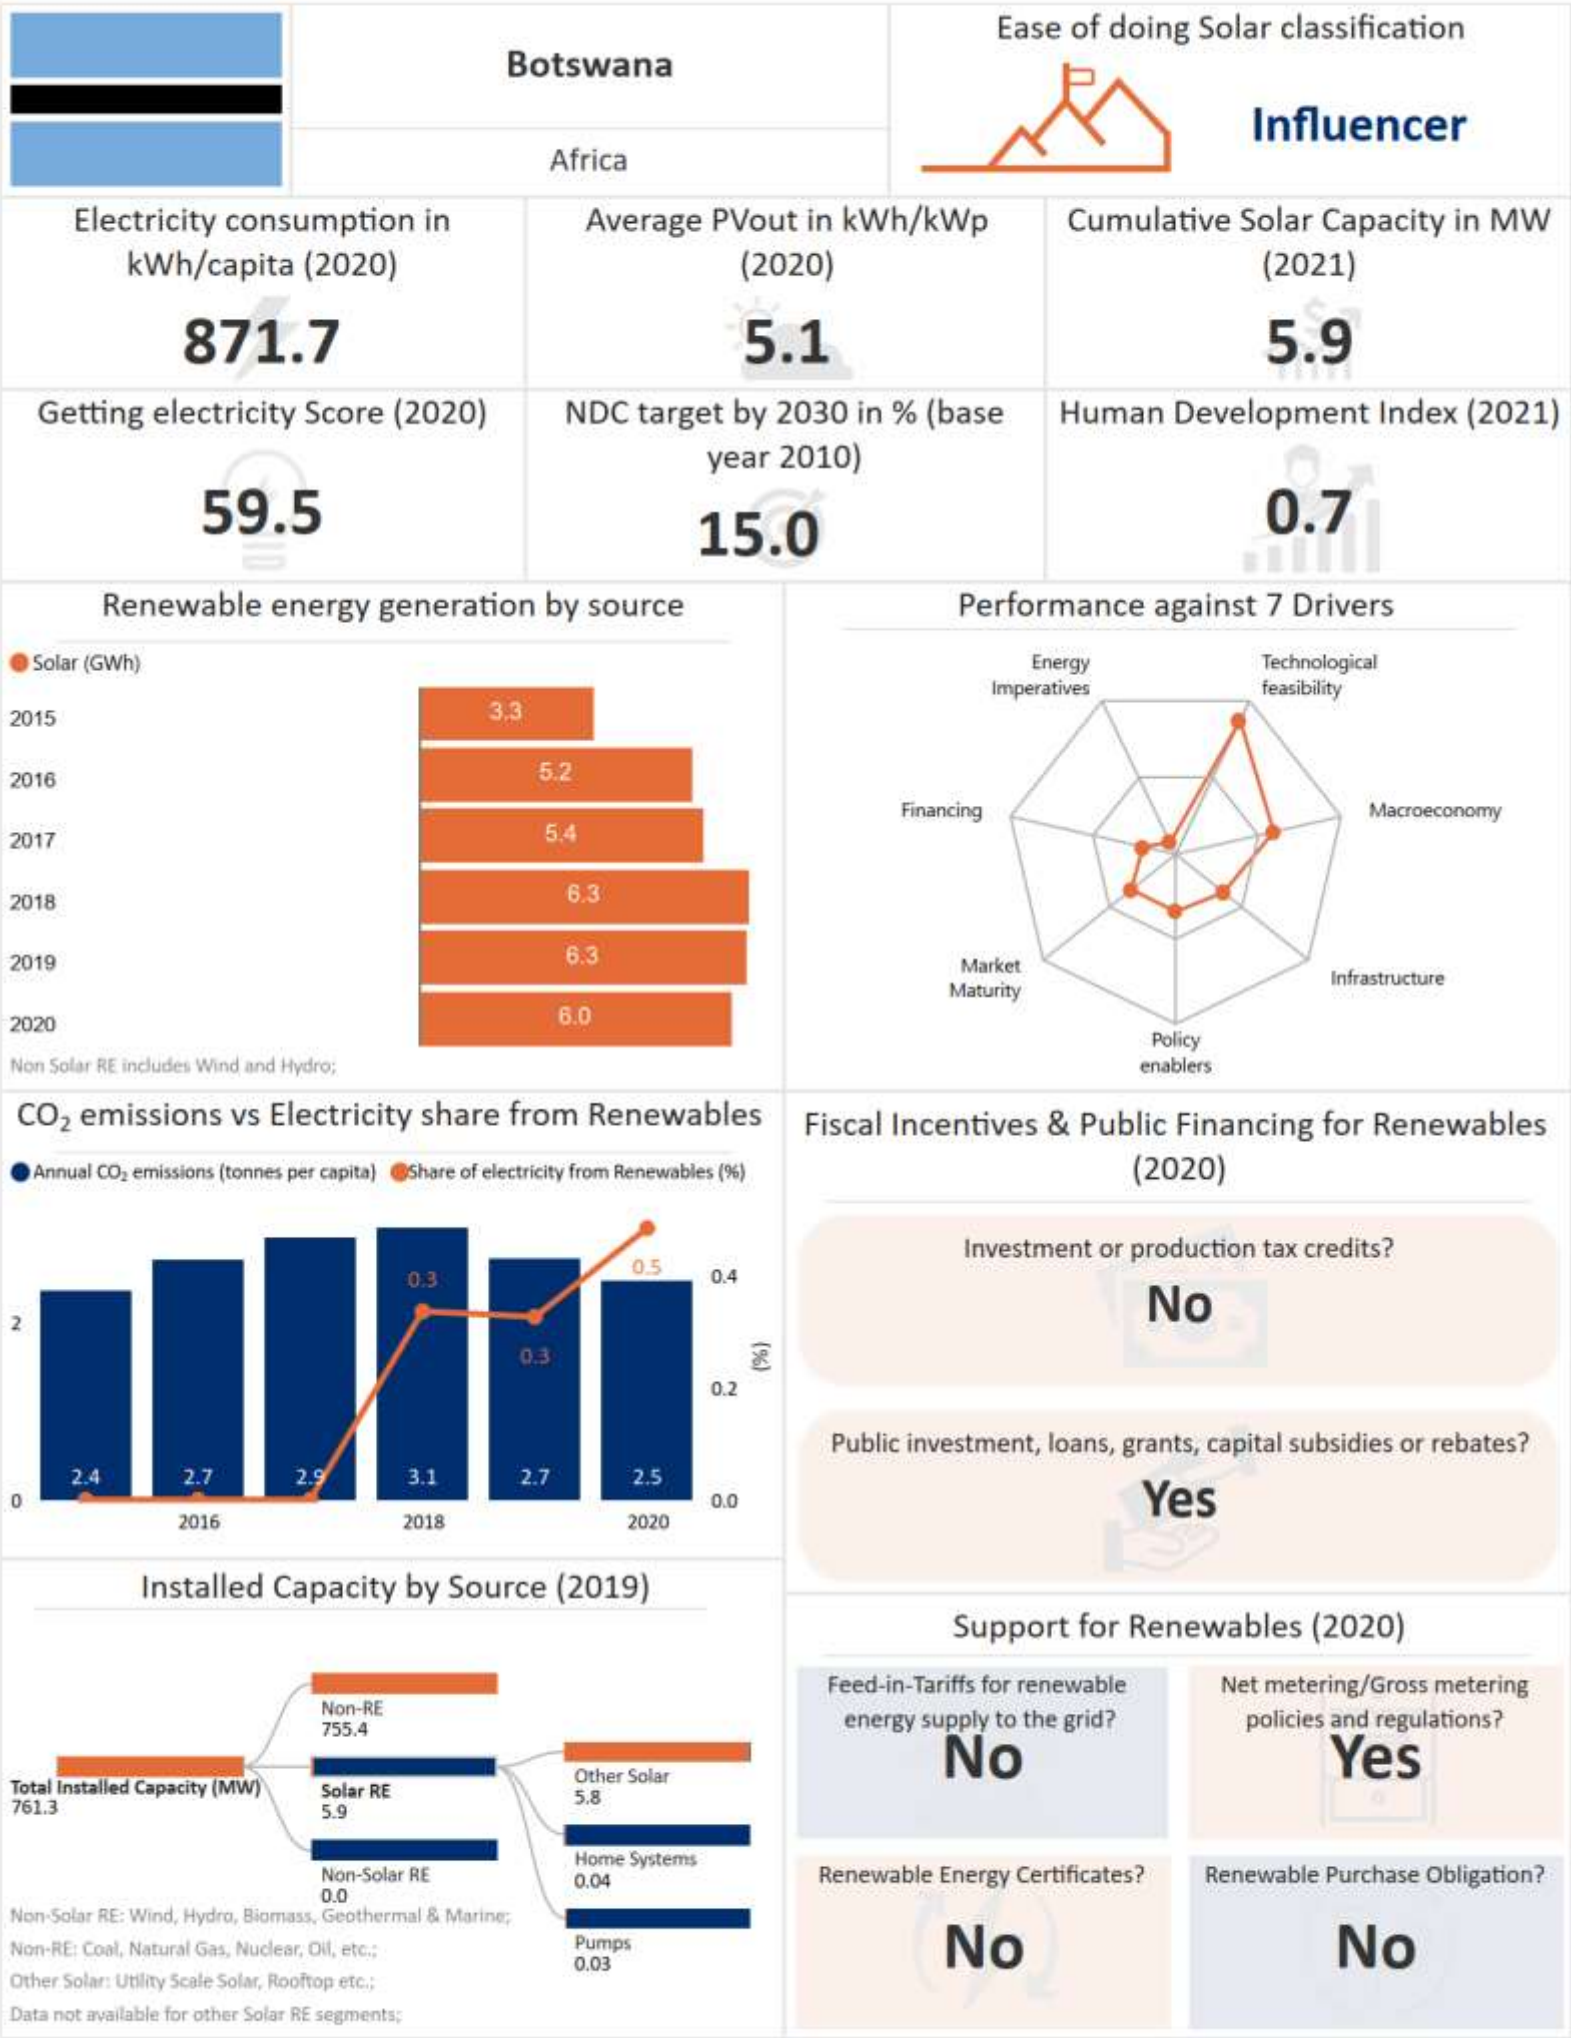 Botswana
Africa
Ease of doing Solar classification
Influencer
Electricity consumption in
kWh/capita (2020)
871.7
Average PVout in kWh/kWp
(2020)
5.1
Cumulative Solar Capacity in MW
(2021)
5.9
Getting electricity Score (2020)
59.5
NDC target by 2030 in % (base
year 2010)
15.0
Human Development Index (2021)
0.7
Renewable energy generation by source
Solar (GWh)
2015
3.3
2016
5.2
2017
5.4
2018
6.3
2019
6.3
2020
6.0
Non Solar RE includes Wind and Hydro;
Performance against 7 Drivers
Energy
Imperatives
Technological
feasibility
Financing
Macroeconomy
Market
Maturity
Infrastructure
Policy
enablers
CO₂ emissions vs Electricity share from Renewables
Annual CO₂ emissions (tonnes per capita) Share of electricity from Renewables (%)
0.3
0.5
0.4
2
0.3
(%)
0.2
2.4
2.7
2.9
3.1
2.7
2.5
0
0.0
2016
2018
2020
Fiscal Incentives & Public Financing for Renewables
(2020)
Investment or production tax credits?
No
Public investment, loans, grants, capital subsidies or rebates?
Yes
Installed Capacity by Source (2019)
Total Installed Capacity (MW)
761.3
Non-RE
755.4
Solar RE
5.9
Non-Solar RE
0.0
Other Solar
5.8
Home Systems
0.04
Pumps
0.03
Non-Solar RE: Wind, Hydro, Biomass, Geothermal & Marine;
Non-RE: Coal, Natural Gas, Nuclear, Oil, etc.;
Other Solar: Utility Scale Solar, Rooftop etc.;
Data not available for other Solar RE segments;
Support for Renewables (2020)
Feed-in-Tariffs for renewable
energy supply to the grid?
No
Net metering/Gross metering
policies and regulations?
Yes
Renewable Energy Certificates?
No
Renewable Purchase Obligation?
No